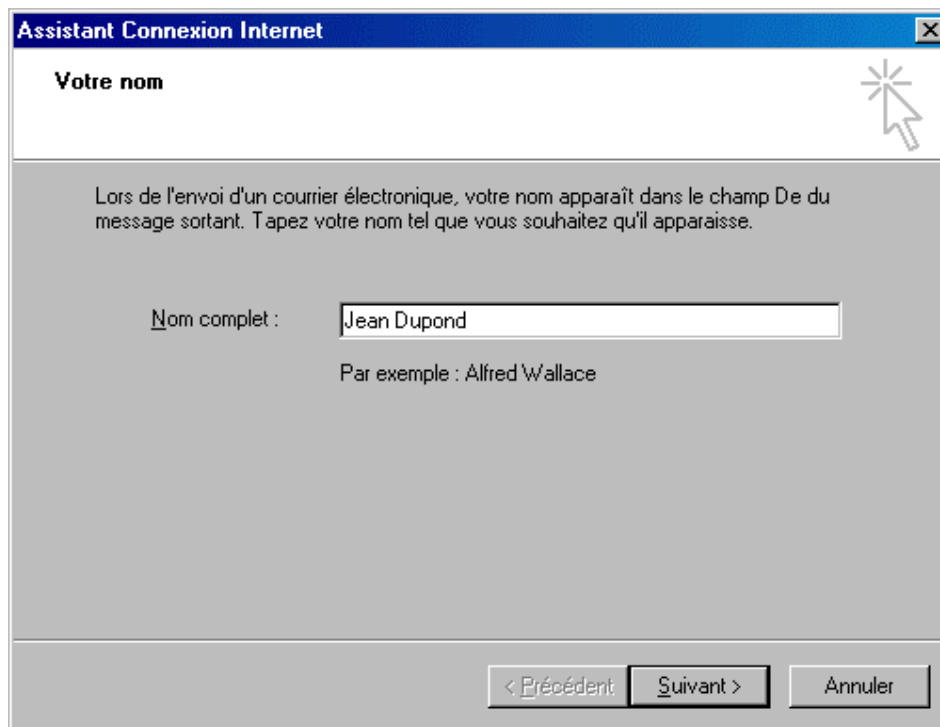 Assistant Connexion Internet
Votre nom
Lors de l'envoi d'un courrier électronique, votre nom apparaît dans le champ De du
message sortant. Tapez votre nom tel que vous souhaitez qu'il apparaisse.
Nom complet :
Jean Dupond
Par exemple : Alfred Wallace
< Précédent
Suivant >
Annuler